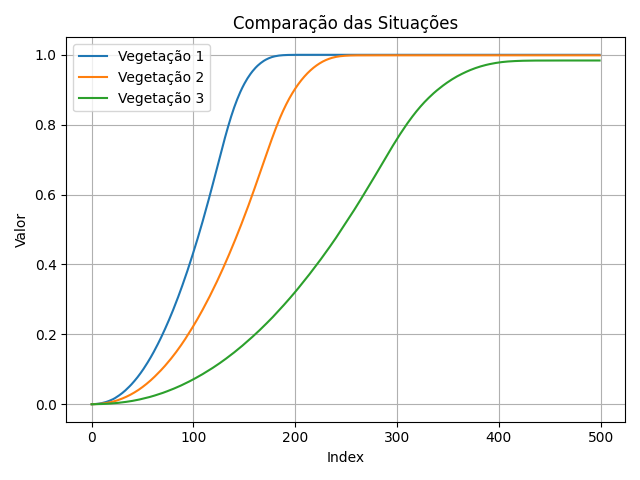 Comparação das Situações
Vegetação 1
Vegetação 2
Vegetação 3
1.0
0.8
0.6
0.4
0.2
0.0
Valor
0 100 200 300 400 500
Index